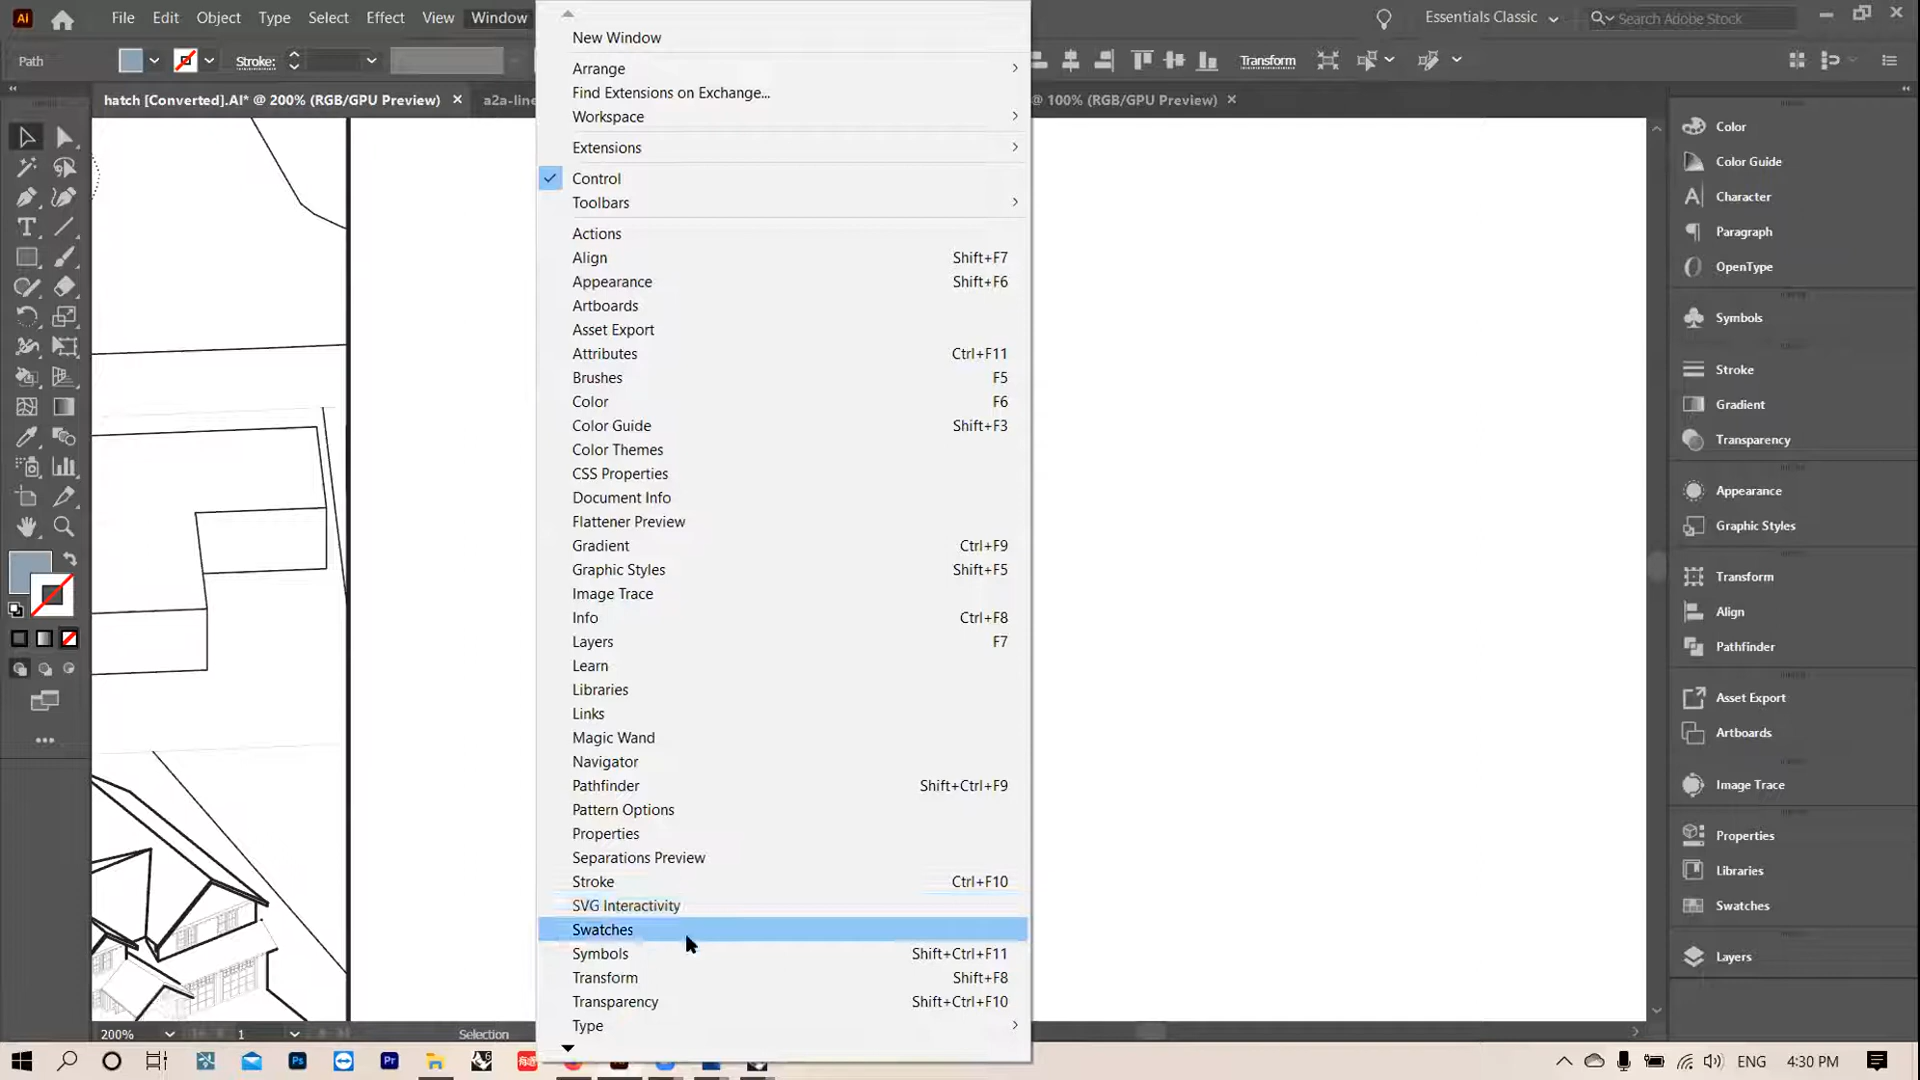 Ai File Edit Object Type Select Effect View Window Essentials Classic Search Adobe Stock
Path Stroke: Transform
hatch [Converted].AI* @ 200% (RGB/GPU Preview) × a2a-line @ 100% (RGB/GPU Preview) ×
New Window
Arrange
Find Extensions on Exchange...
Workspace
Extensions
Control
Toolbars
Actions
Align Shift+F7
Appearance Shift+F6
Artboards
Asset Export
Attributes Ctrl+F11
Brushes F5
Color F6
Color Guide Shift+F3
Color Themes
CSS Properties
Document Info
Flattener Preview
Gradient Ctrl+F9
Graphic Styles Shift+F5
Image Trace
Info Ctrl+F8
Layers F7
Learn
Libraries
Links
Magic Wand
Navigator
Pathfinder Shift+Ctrl+F9
Pattern Options
Properties
Separations Preview
Stroke Ctrl+F10
SVG Interactivity
Swatches
Symbols Shift+Ctrl+F11
Transform Shift+F8
Transparency Shift+Ctrl+F10
Type
Color
Color Guide
Character
Paragraph
OpenType
Symbols
Stroke
Gradient
Transparency
Appearance
Graphic Styles
Transform
Align
Pathfinder
Asset Export
Artboards
Image Trace
Properties
Libraries
Swatches
Layers
200% 1 Selection
Ps Pr ENG 4:30 PM